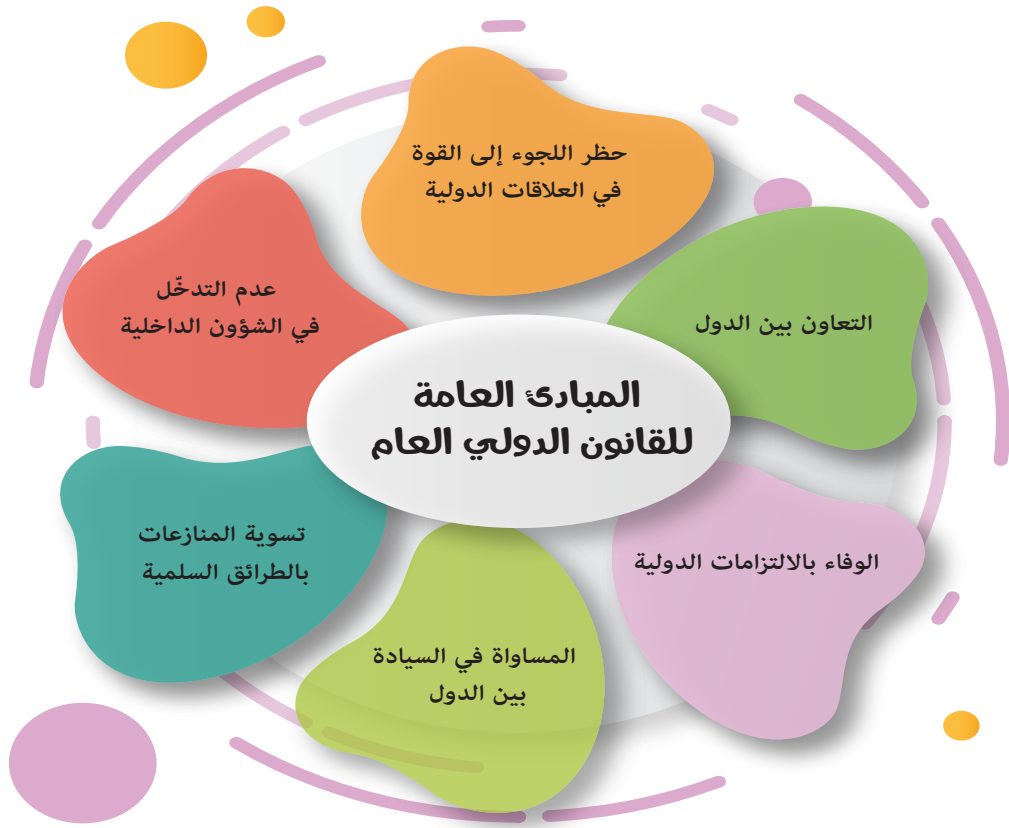 المبادئ العامة
للقانون الدولي العام
حظر اللجوء إلى القوة
في العلاقات الدولية
التعاون بين الدول
الوفاء بالالتزامات الدولية
المساواة في السيادة
بين الدول
تسوية المنازعات
بالطرائق السلمية
عدم التدخّل
في الشؤون الداخلية